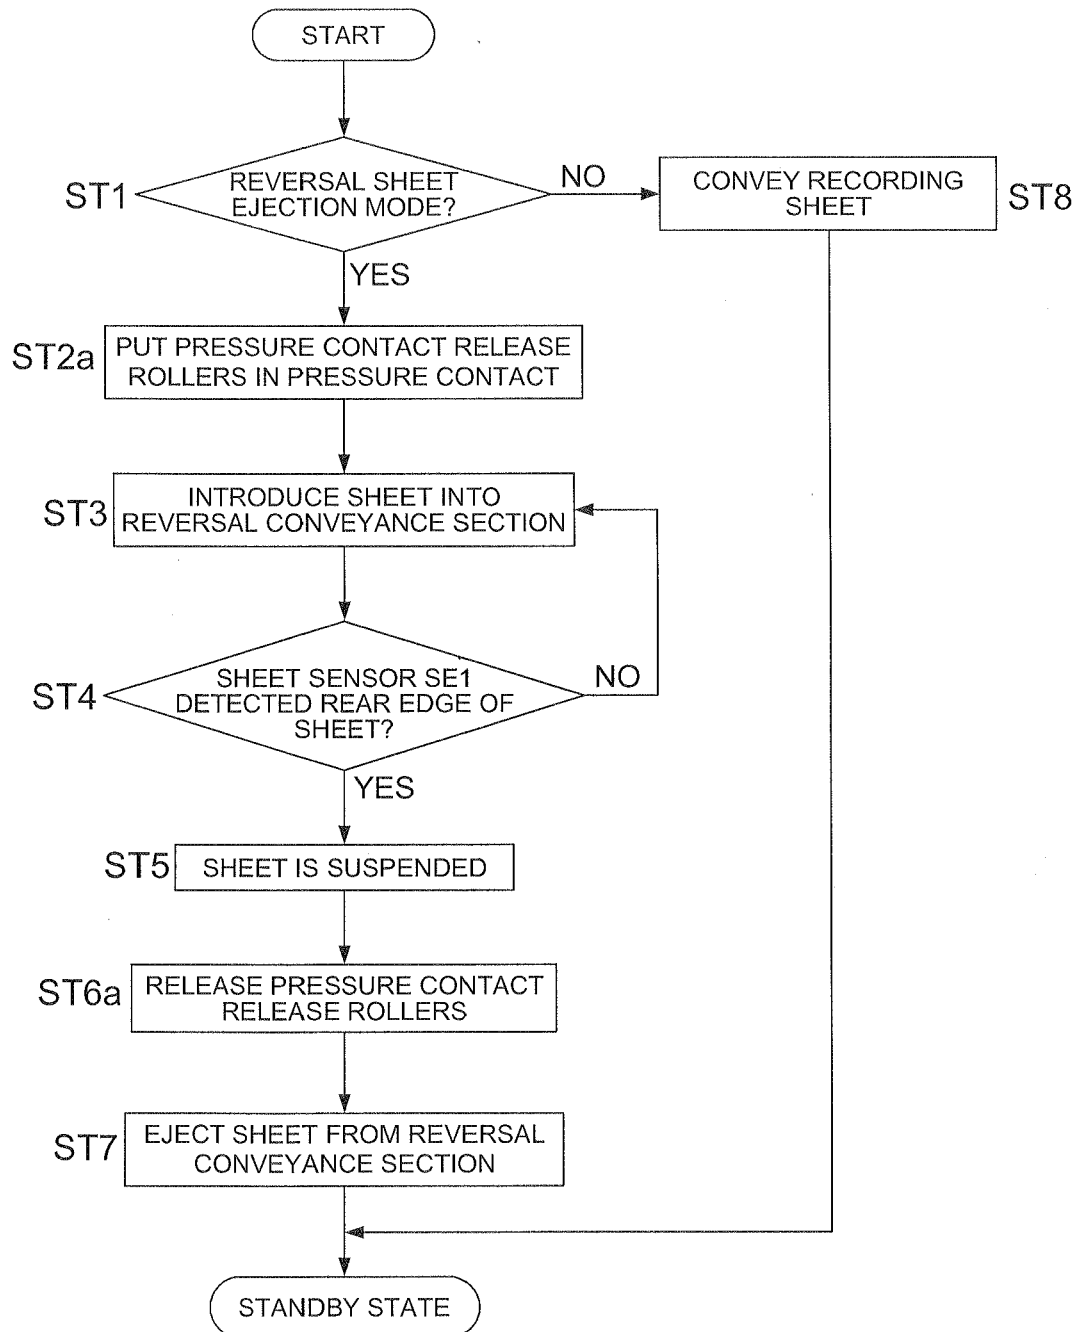 START
ST1
REVERSAL SHEET
EJECTION MODE?
NO
CONVEY RECORDING
SHEET
ST8
YES
ST2a
PUT PRESSURE CONTACT RELEASE
ROLLERS IN PRESSURE CONTACT
ST3
INTRODUCE SHEET INTO
REVERSAL CONVEYANCE SECTION
ST4
SHEET SENSOR SE1
DETECTED REAR EDGE OF
SHEET?
NO
YES
ST5
SHEET IS SUSPENDED
ST6a
RELEASE PRESSURE CONTACT
RELEASE ROLLERS
ST7
EJECT SHEET FROM REVERSAL
CONVEYANCE SECTION
STANDBY STATE